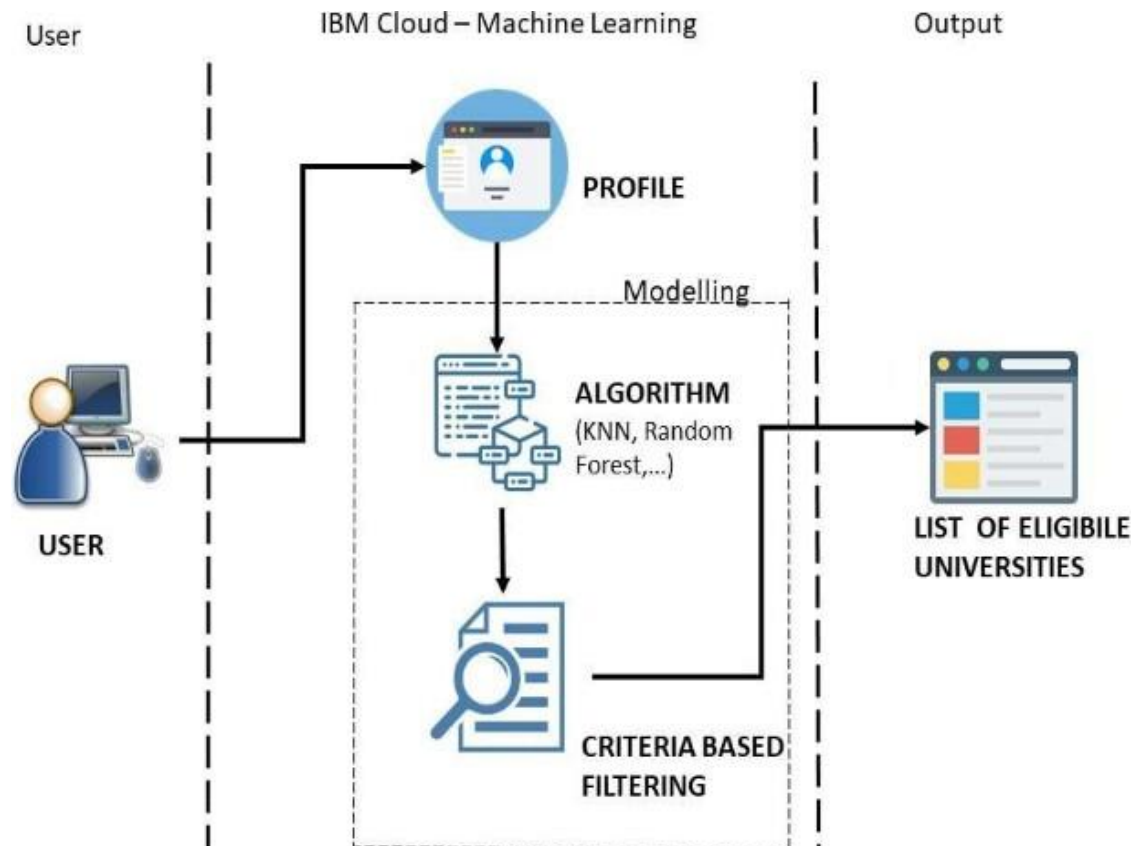 User
IBM Cloud – Machine Learning
Output
PROFILE
Modelling
ALGORITHM
(KNN, Random
Forest,...)
USER
LIST OF ELIGIBILE
UNIVERSITIES
CRITERIA BASED
FILTERING